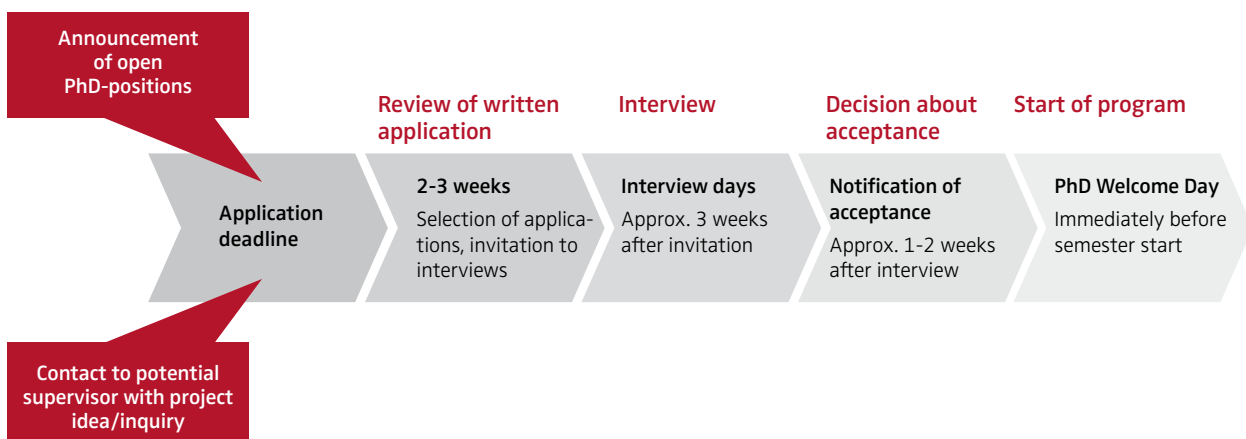 Announcement
of open
PhD-positions
Application
deadline
Contact to potential
supervisor with project
idea/inquiry
Review of written
application
2-3 weeks
Selection of applica-
tions, invitation to
interviews
Interview
Interview days
Approx. 3 weeks
after invitation
Decision about
acceptance
Notification of
acceptance
Approx. 1-2 weeks
after interview
Start of program
PhD Welcome Day
Immediately before
semester start